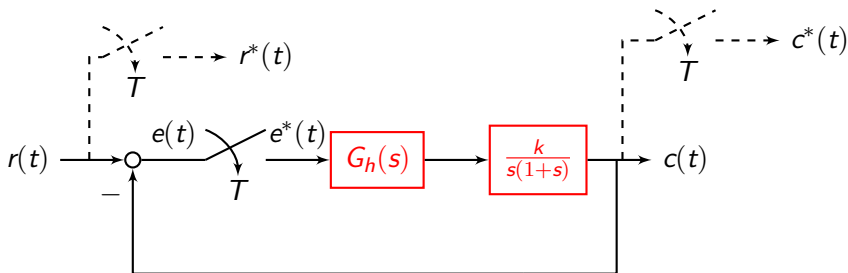 T
r*(t)
T
c*(t)
r(t)
e(t)
T
e*(t)
G_h(s)
k/s(1+s)
c(t)
−